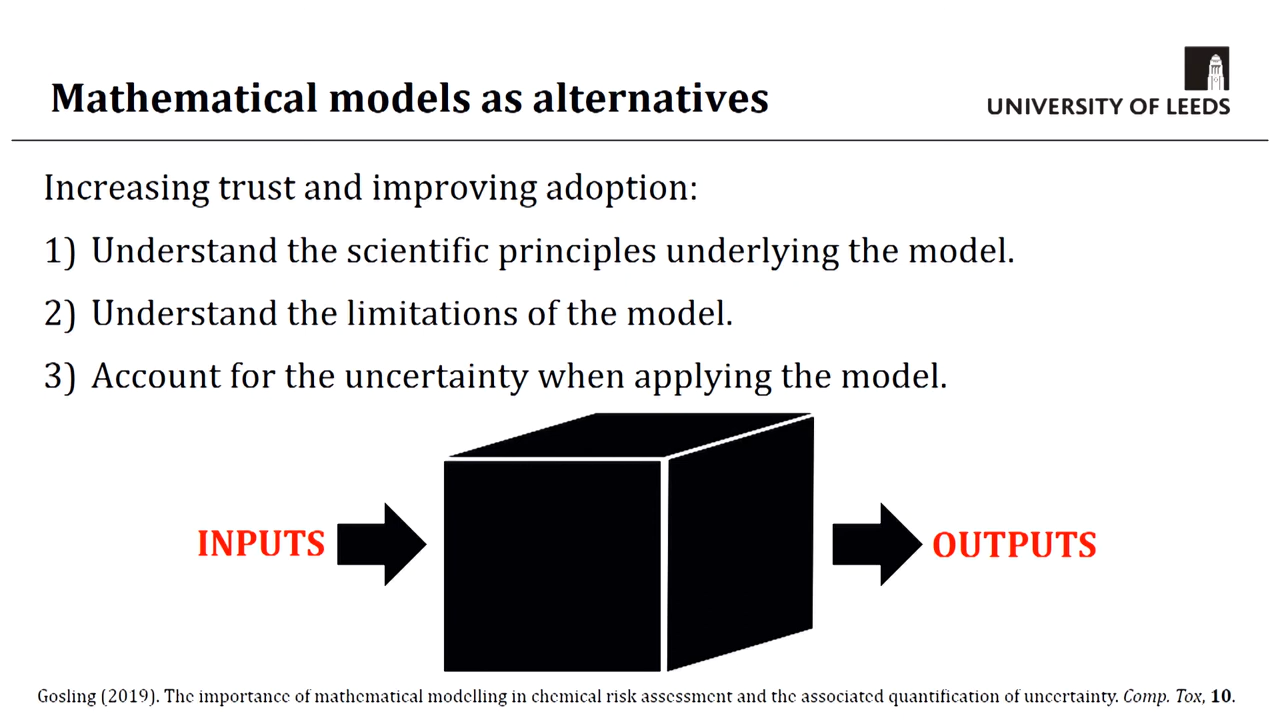 Mathematical models as alternatives
UNIVERSITY OF LEEDS
Increasing trust and improving adoption:
1) Understand the scientific principles underlying the model.
2) Understand the limitations of the model.
3) Account for the uncertainty when applying the model.
INPUTS
OUTPUTS
Gosling (2019). The importance of mathematical modelling in chemical risk assessment and the associated quantification of uncertainty. Comp. Tox, 10.